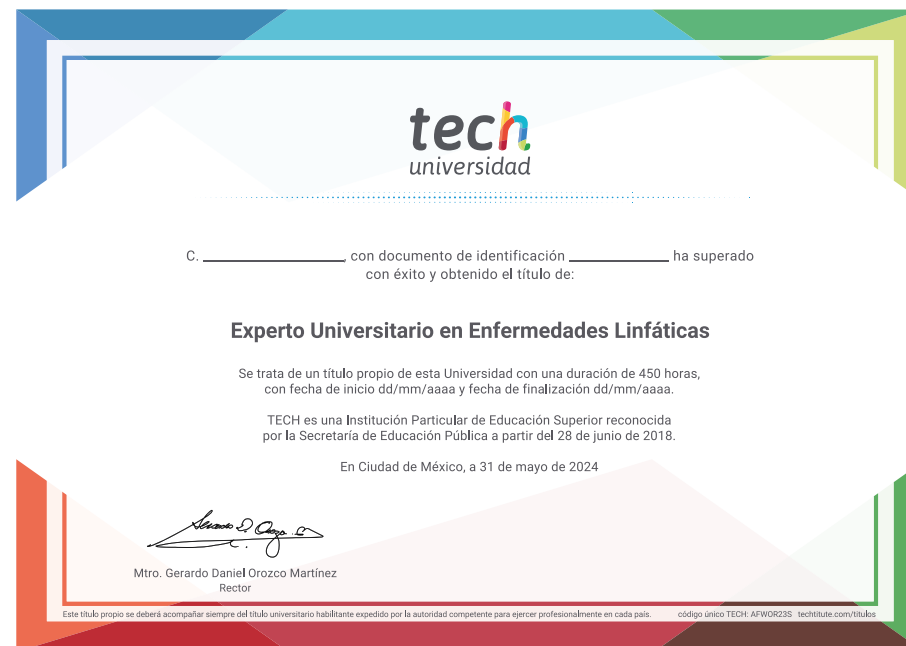 tech
universidad
C. ____________, con documento de identificación ____________ ha superado
con éxito y obtenido el título de:
Experto Universitario en Enfermedades Linfáticas
Se trata de un título propio de esta Universidad con una duración de 450 horas,
con fecha de inicio dd/mm/aaaa y fecha de finalización dd/mm/aaaa.
TECH es una Institución Particular de Educación Superior reconocida
por la Secretaría de Educación Pública a partir del 28 de junio de 2018.
En Ciudad de México, a 31 de mayo de 2024
Mtro. Gerardo Daniel Orozco Martínez
Rector
Este título propio se deberá acompañar siempre del título universitario habilitante expedido por la autoridad competente para ejercer profesionalmente en cada país. código único TECH: AFWOR23S techtitute.com/titulos